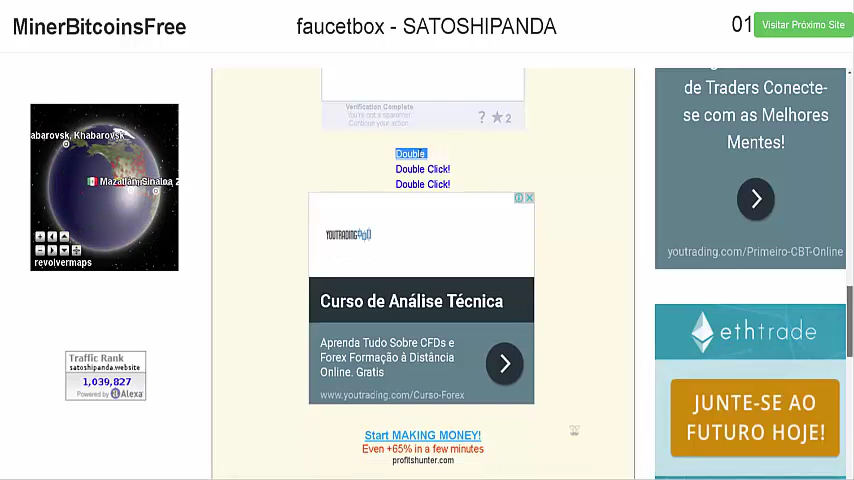 MinerBitcoinsFree
faucetbox - SATOSHIPANDA
01
Visitar Próximo Site
abarovsk, Khabarovsk
Mazatlan, Sinaloa, 2
revolvermaps
Traffic Rank
satoshipanda.website
1,039,827
Powered by Alexa
Verification Complete
You're not a spammer.
Continue your action.
? ★ 2
Double
Double Click!
Double Click!
YOUTRADING
Curso de Análise Técnica
Aprenda Tudo Sobre CFDs e
Forex Formação à Distância
Online. Gratis
www.youtrading.com/Curso-Forex
Start MAKING MONEY!
Even +65% in a few minutes
profitshunter.com
de Traders Conecte-
se com as Melhores
Mentes!
youtrading.com/Primeiro-CBT-Online
ethtrade
JUNTE-SE AO
FUTURO HOJE!